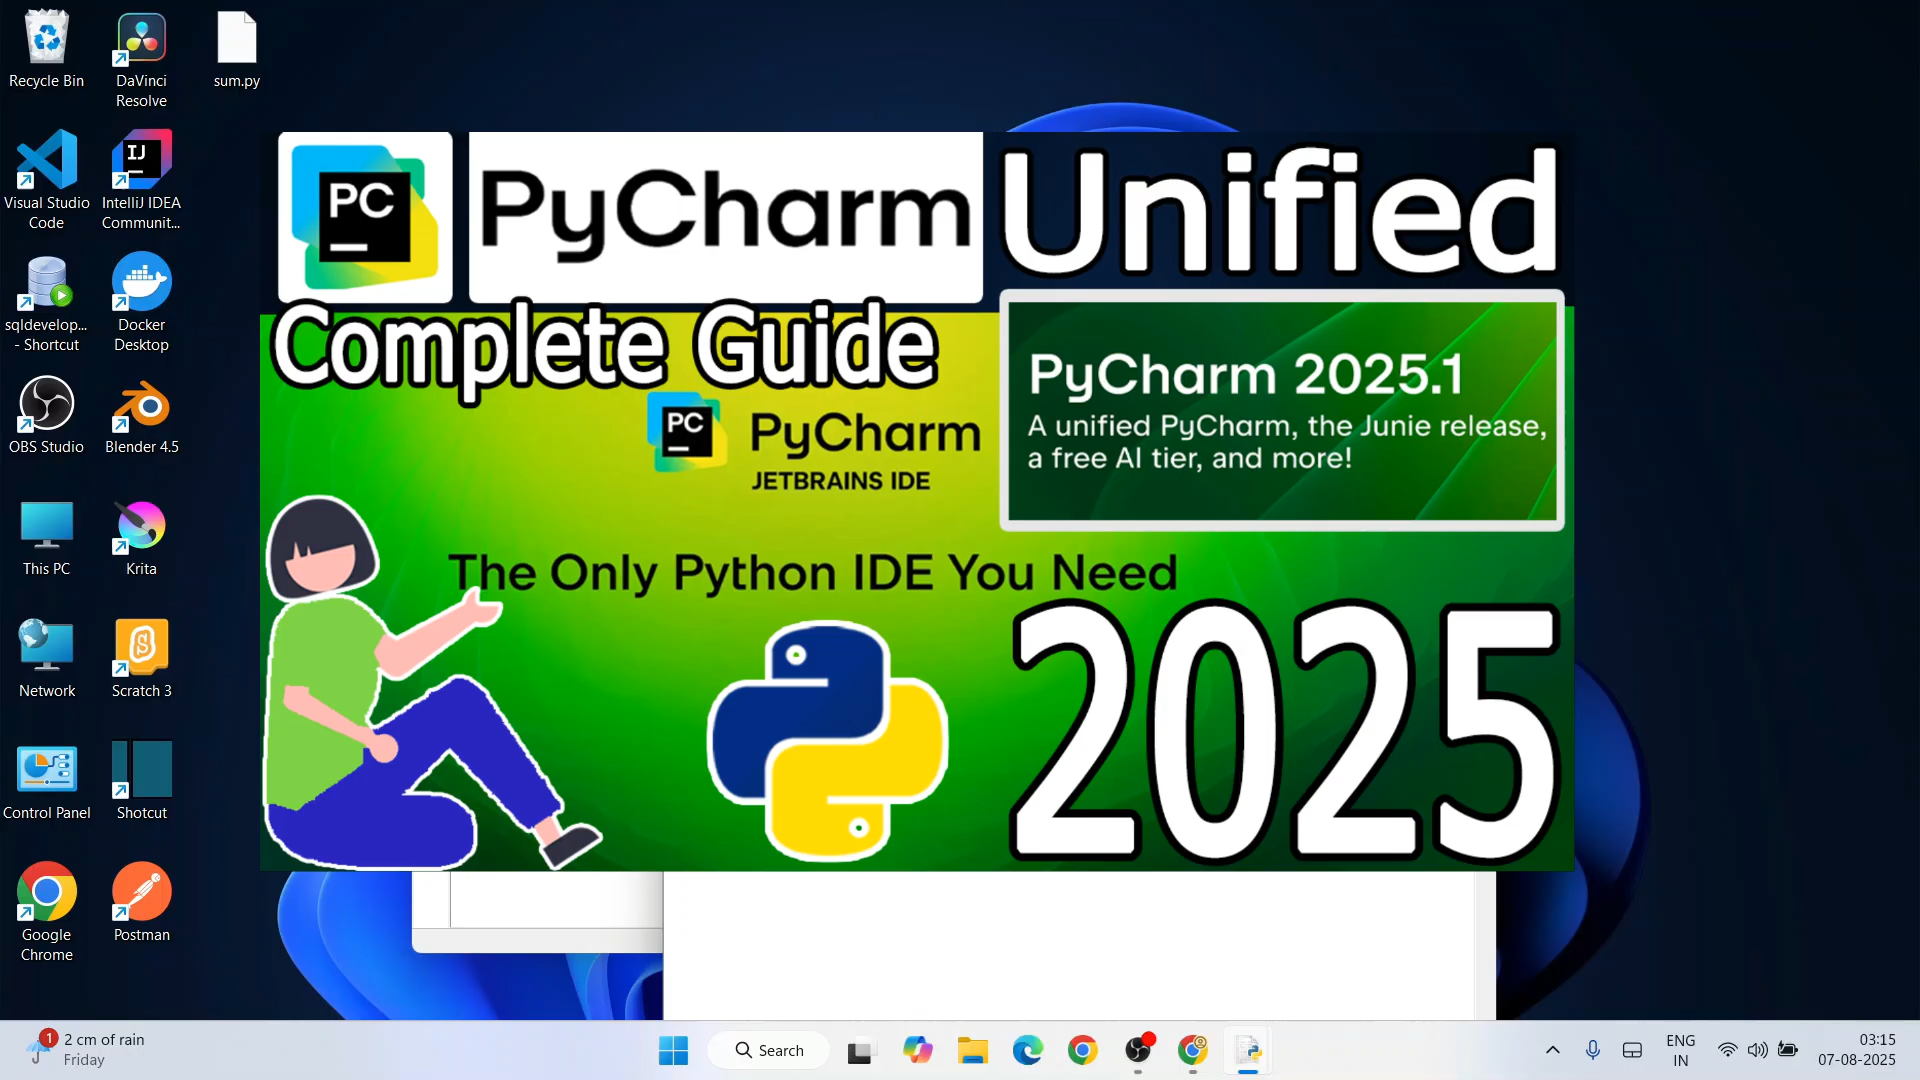 Recycle Bin
DaVinci
Resolve
sum.py
Visual Studio
Code
IJ
IntelliJ IDEA
Communit...
sqldevelop...
- Shortcut
Docker
Desktop
OBS Studio
Blender 4.5
This PC
Krita
Network
S
Scratch 3
Control Panel
Shotcut
Google
Chrome
Postman
PC
PyCharm
Unified
Complete Guide
PyCharm 2025.1
A unified PyCharm, the Junie release,
a free AI tier, and more!
PC
PyCharm
JETBRAINS IDE
The Only Python IDE You Need
2025
1
2 cm of rain
Friday
Search
ENG
IN
03:15
07-08-2025